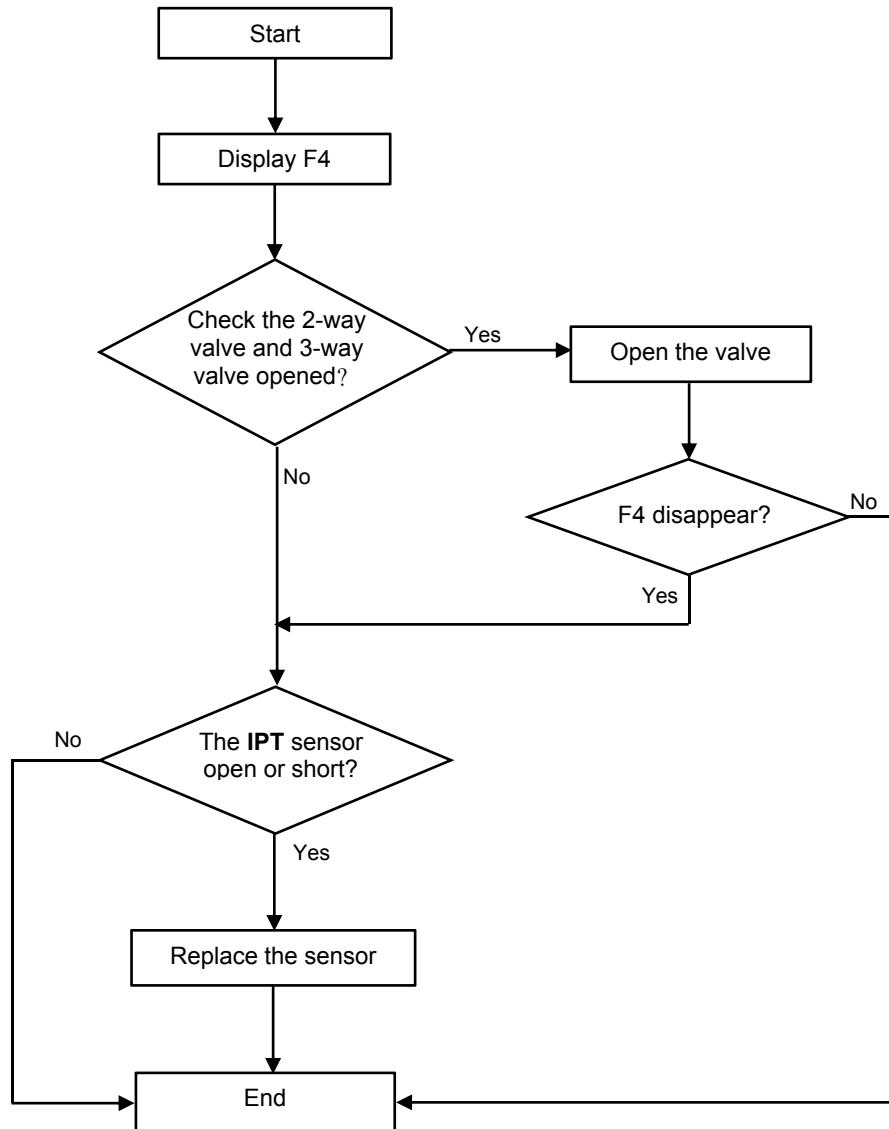 Start
Display F4
Check the 2-way
valve and 3-way
valve opened?
Yes
Open the valve
No
F4 disappear?
No
Yes
No
The IPT sensor
open or short?
Yes
Replace the sensor
End